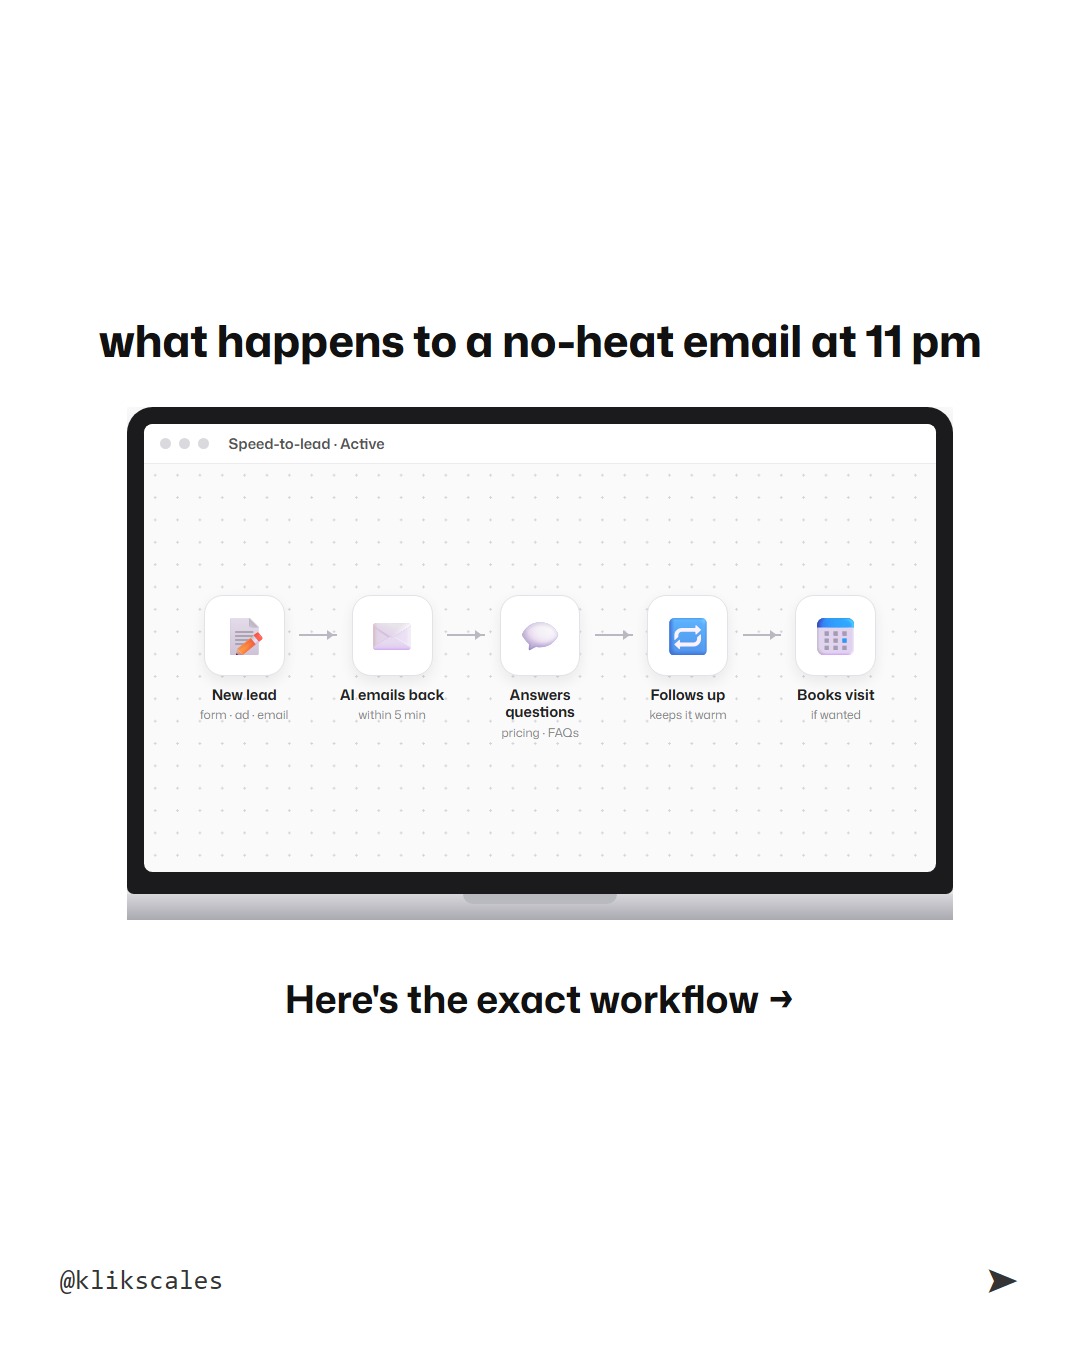 what happens to a no-heat email at 11 pm
Speed-to-lead · Active
New lead
form · ad · email
AI emails back
within 5 min
Answers
questions
pricing · FAQs
Follows up
keeps it warm
Books visit
if wanted
Here's the exact workflow →
@klikscales